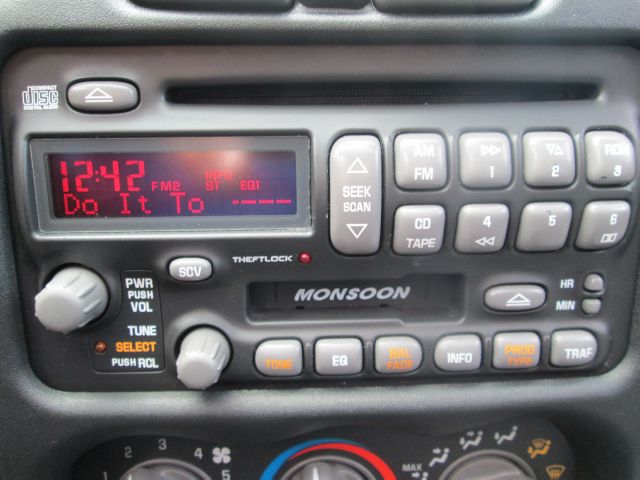 COMPACT
disc
DIGITAL AUDIO
12:42 FM2 INFO ST EQ1
Do It To
SEEK
SCAN
AM
FM
1
2
RDM
3
CD
TAPE
4
5
6
SCV
THEFTLOCK
MONSOON
HR
MIN
PWR
PUSH
VOL
TUNE
SELECT
PUSH RCL
TONE
EQ
BAL
FADE
INFO
PROG
TYPE
TRAF
1
2
3
4
5
MAX